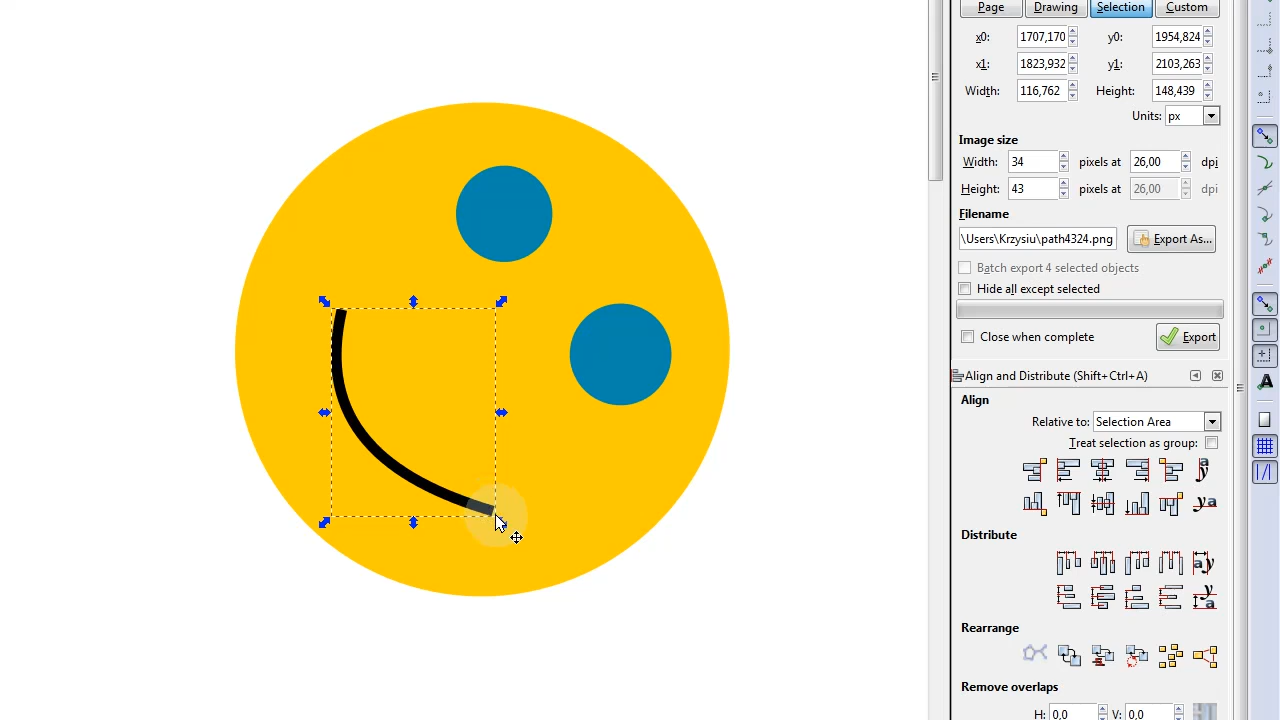 Page Drawing Selection Custom
x0: 1707,170 y0: 1954,824
x1: 1823,932 y1: 2103,263
Width: 116,762 Height: 148,439
Units: px
Image size
Width: 34 pixels at 26,00 dpi
Height: 43 pixels at 26,00 dpi
Filename
\Users\Krzysiu\path4324.png Export As...
Batch export 4 selected objects
Hide all except selected
Close when complete Export
Align and Distribute (Shift+Ctrl+A)
Align
Relative to: Selection Area
Treat selection as group:
Distribute
Rearrange
Remove overlaps
H: 0,0 V: 0,0